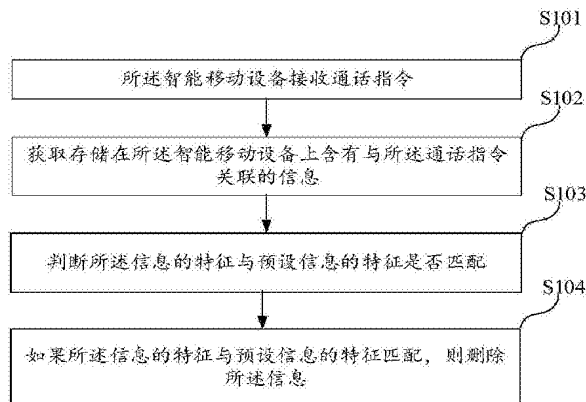 S101
所述智能移动设备接收通话指令
S102
获取存储在所述智能移动设备上含有与所述通话指令
关联的信息
S103
判断所述信息的特征与预设信息的特征是否匹配
S104
如果所述信息的特征与预设信息的特征匹配，则删除
所述信息